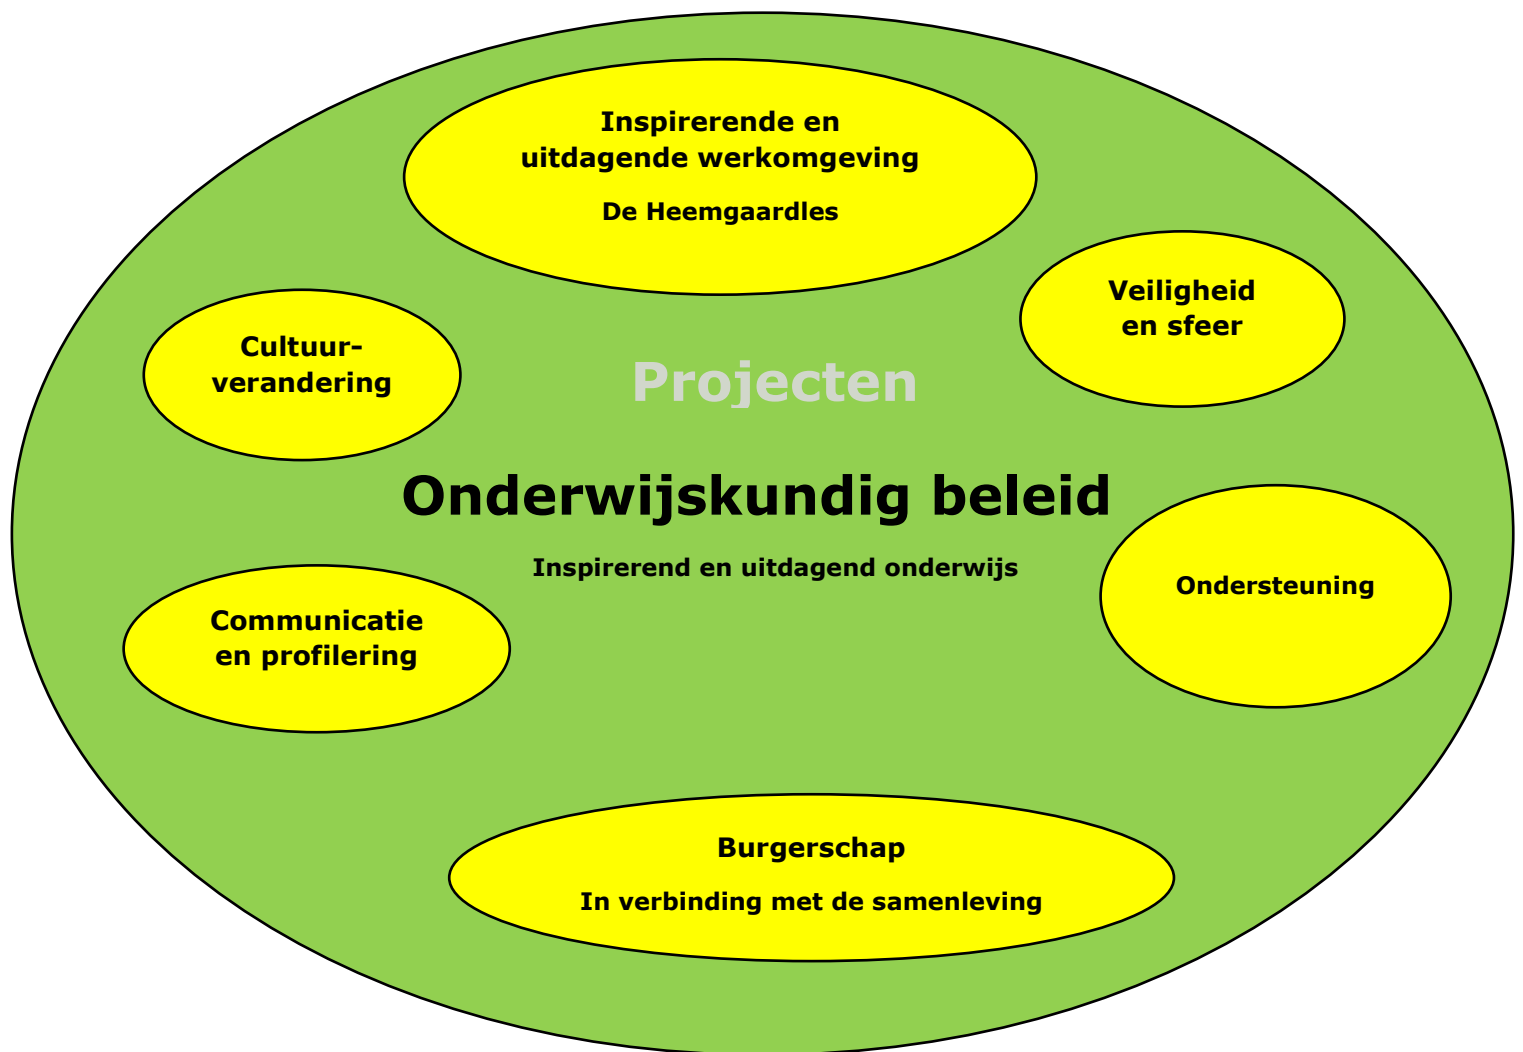 Inspirerende en
uitdagende werkomgeving
De Heemgaardles
Veiligheid
en sfeer
Cultuur-
verandering
Projecten
Onderwijskundig beleid
Inspirerend en uitdagend onderwijs
Ondersteuning
Communicatie
en profilering
Burgerschap
In verbinding met de samenleving